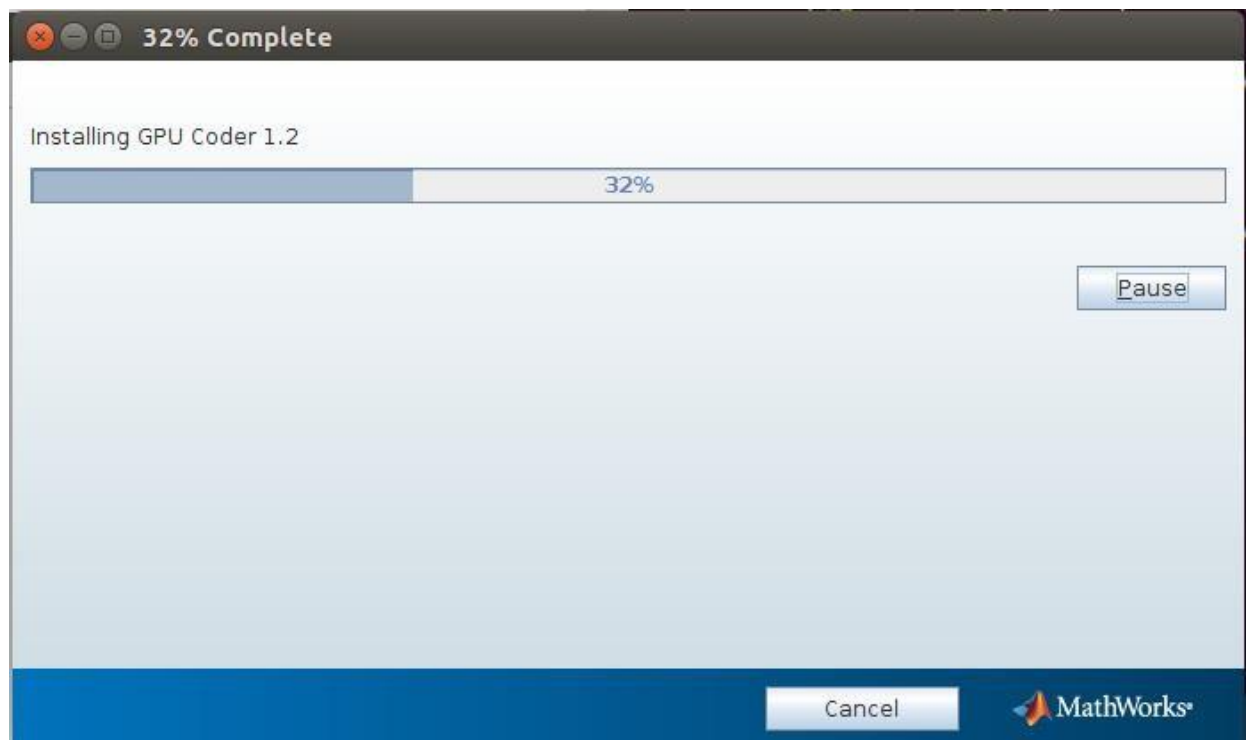 32% Complete
Installing GPU Coder 1.2
32%
Pause
Cancel
MathWorks®